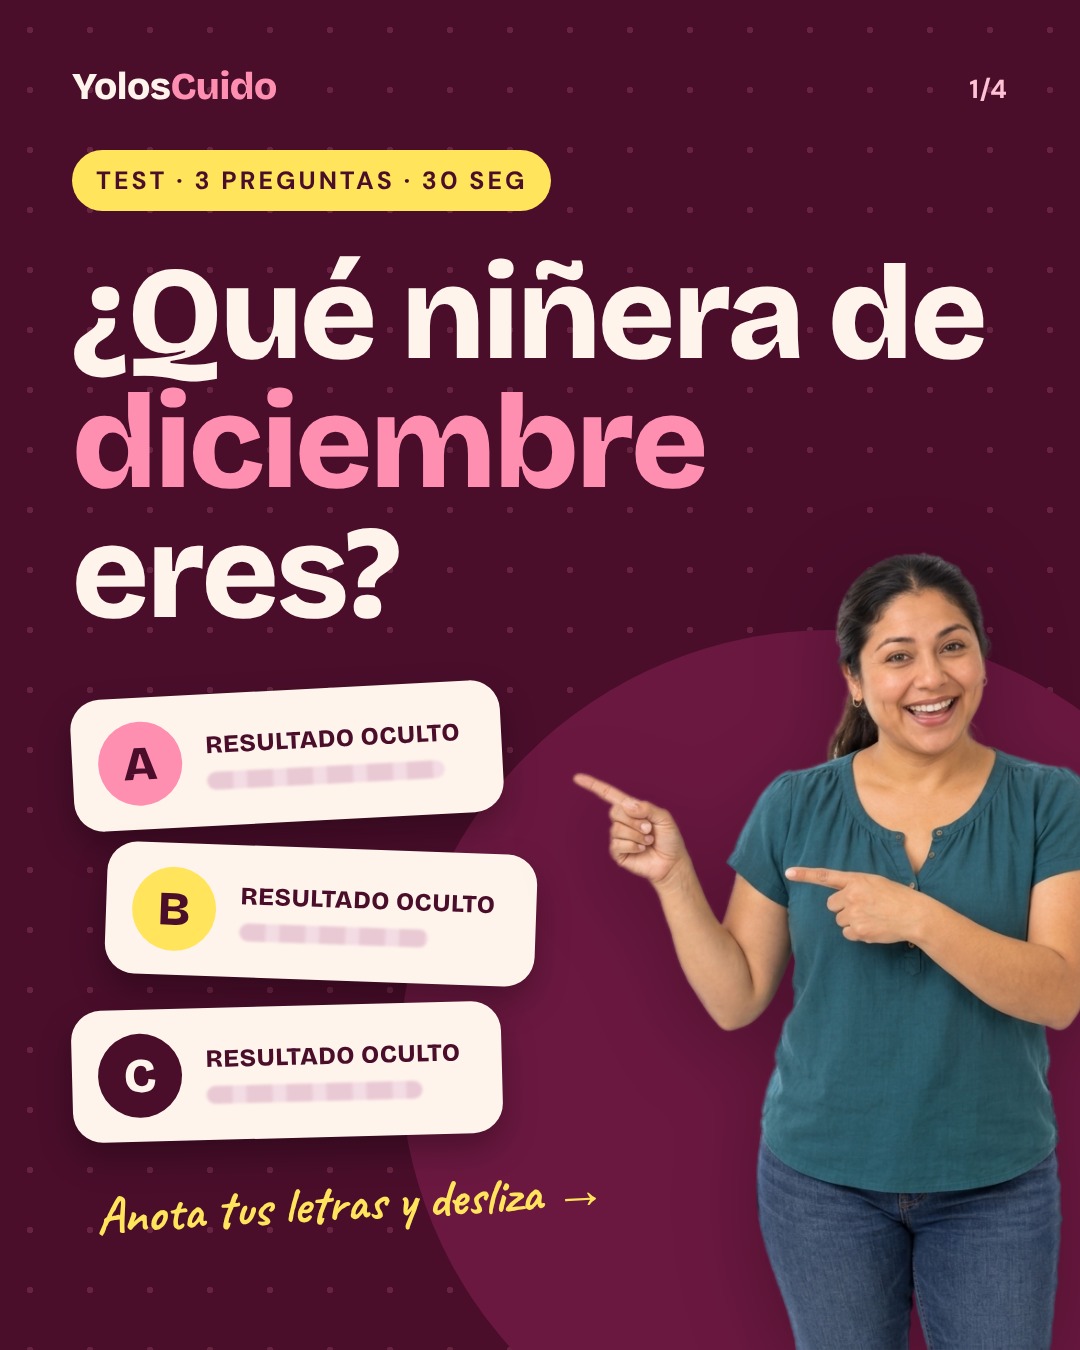 YolosCuido
1/4
TEST · 3 PREGUNTAS · 30 SEG
¿Qué niñera de
diciembre
eres?
A
RESULTADO OCULTO
B
RESULTADO OCULTO
C
RESULTADO OCULTO
Anota tus letras y desliza →